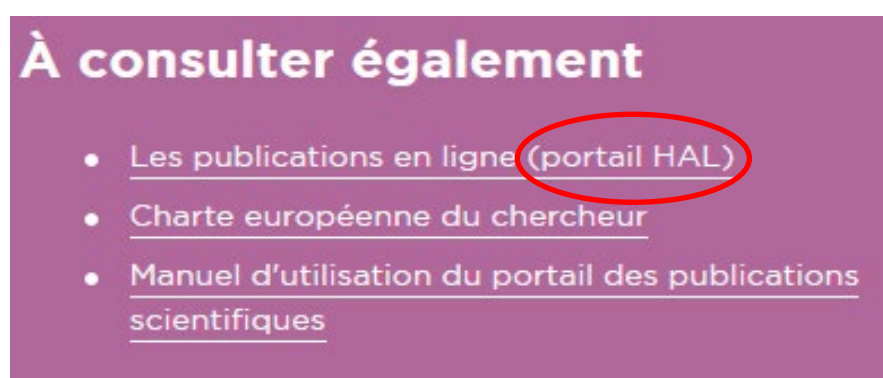 À consulter également
Les publications en ligne (portail HAL)
Charte européenne du chercheur
Manuel d'utilisation du portail des publications
scientifiques